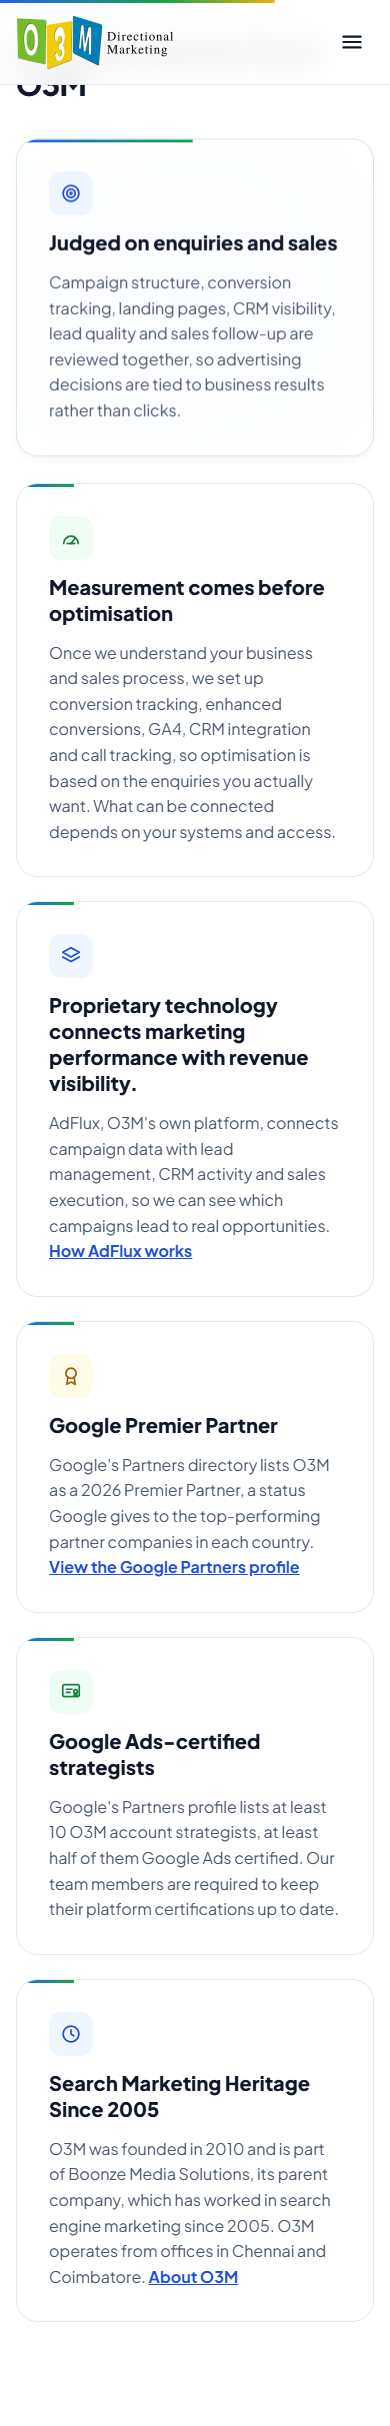 O3M
Directional
Marketing
O3M
Judged on enquiries and sales
Campaign structure, conversion
tracking, landing pages, CRM visibility,
lead quality and sales follow-up are
reviewed together, so advertising
decisions are tied to business results
rather than clicks.
Measurement comes before
optimisation
Once we understand your business
and sales process, we set up
conversion tracking, enhanced
conversions, GA4, CRM integration
and call tracking, so optimisation is
based on the enquiries you actually
want. What can be connected
depends on your systems and access.
Proprietary technology
connects marketing
performance with revenue
visibility.
AdFlux, O3M's own platform, connects
campaign data with lead
management, CRM activity and sales
execution, so we can see which
campaigns lead to real opportunities.
How AdFlux works
Google Premier Partner
Google's Partners directory lists O3M
as a 2026 Premier Partner, a status
Google gives to the top-performing
partner companies in each country.
View the Google Partners profile
Google Ads-certified
strategists
Google's Partners profile lists at least
10 O3M account strategists, at least
half of them Google Ads certified. Our
team members are required to keep
their platform certifications up to date.
Search Marketing Heritage
Since 2005
O3M was founded in 2010 and is part
of Boonze Media Solutions, its parent
company, which has worked in search
engine marketing since 2005. O3M
operates from offices in Chennai and
Coimbatore. About O3M